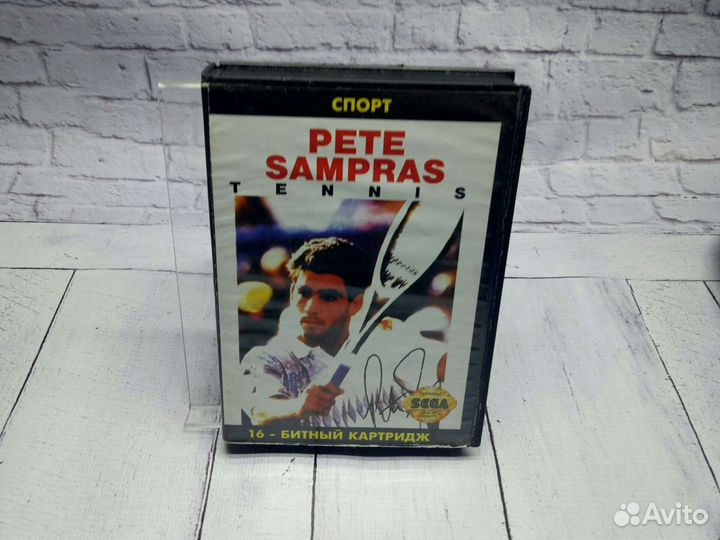 СПОРТ
PETE
SAMPRAS
TENNIS
SEGA
16 - БИТНЫЙ КАРТРИДЖ
Avito